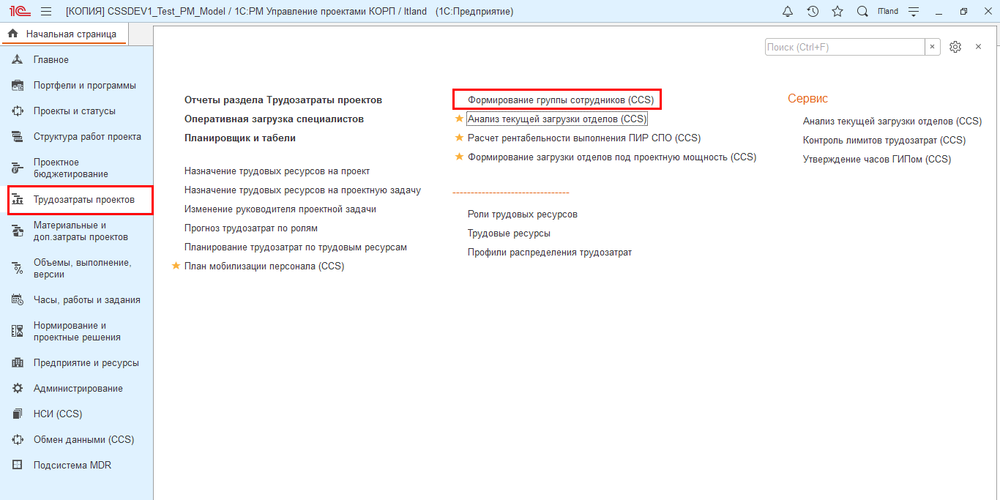 [КОПИЯ] CSSDEV1_Test_PM_Model / 1С:PM Управление проектами КОРП / Itland (1С:Предприятие)
ITland
Начальная страница
Поиск (Ctrl+F)
Главное
Портфели и программы
Проекты и статусы
Структура работ проекта
Проектное
бюджетирование
Трудозатраты проектов
Материальные и
доп.затраты проектов
Объемы, выполнение,
версии
Часы, работы и задания
Нормирование и
проектные решения
Предприятие и ресурсы
Администрирование
НСИ (CCS)
Обмен данными (CCS)
Подсистема MDR
Отчеты раздела Трудозатраты проектов
Оперативная загрузка специалистов
Планировщик и табели
Назначение трудовых ресурсов на проект
Назначение трудовых ресурсов на проектную задачу
Изменение руководителя проектной задачи
Прогноз трудозатрат по ролям
Планирование трудозатрат по трудовым ресурсам
План мобилизации персонала (CCS)
Формирование группы сотрудников (CCS)
Анализ текущей загрузки отделов (CCS)
Расчет рентабельности выполнения ПИР СПО (CCS)
Формирование загрузки отделов под проектную мощность (CCS)
--------------------------------
Роли трудовых ресурсов
Трудовые ресурсы
Профили распределения трудозатрат
Сервис
Анализ текущей загрузки отделов (CCS)
Контроль лимитов трудозатрат (CCS)
Утверждение часов ГИПом (CCS)